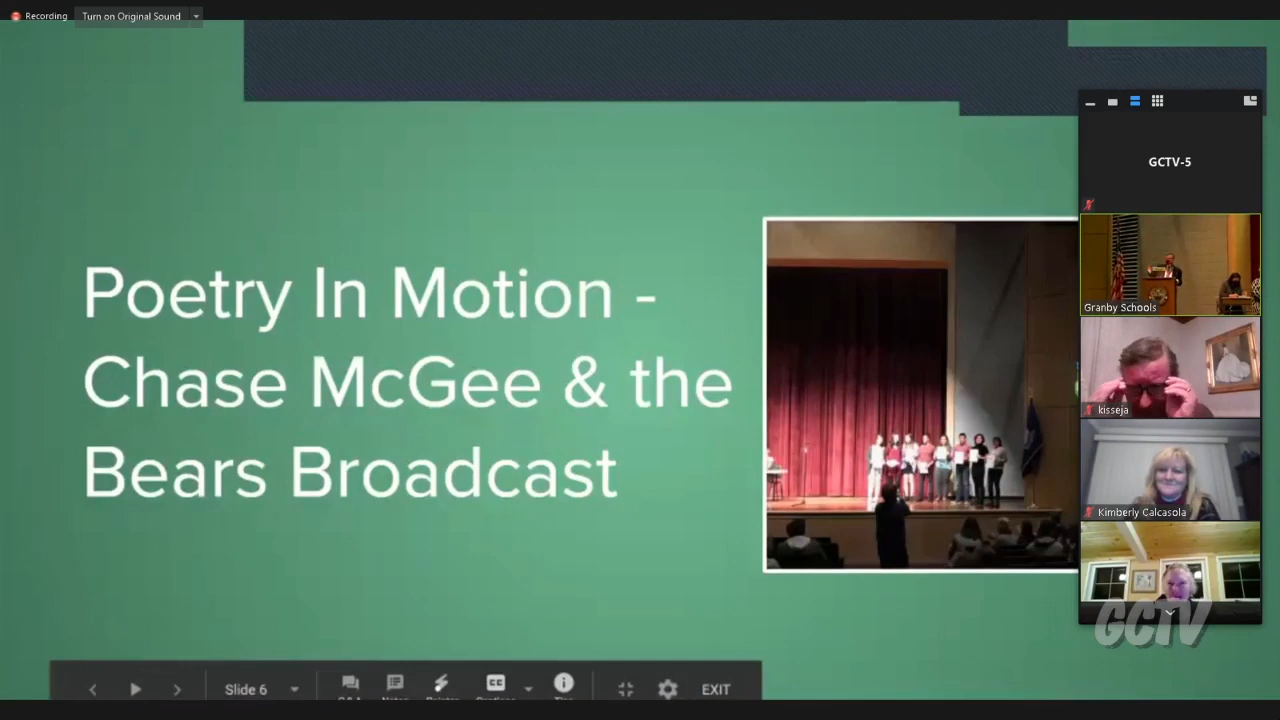 Recording
Turn on Original Sound
GCTV-5
Granby Schools
Poetry In Motion -
Chase McGee & the
Bears Broadcast
kisseja
Kimberly Calcasola
GCTV
Slide 6
CC
EXIT